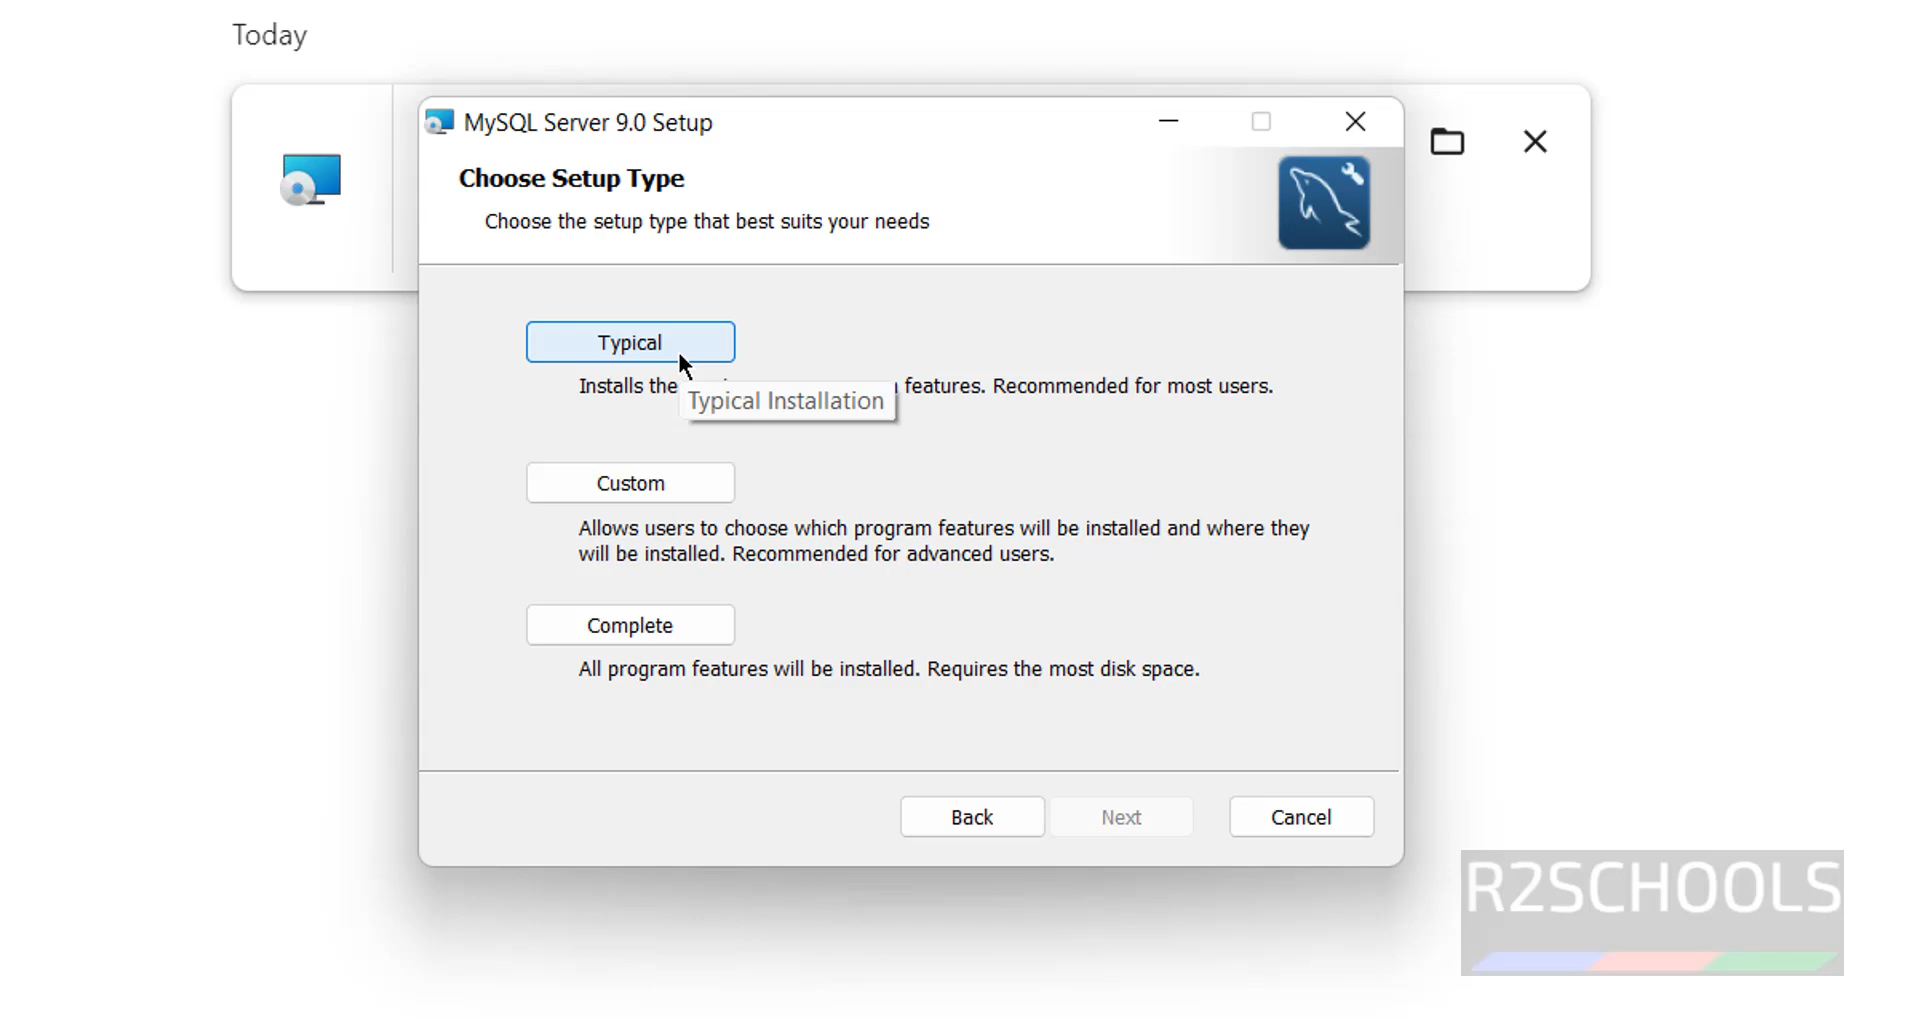 Today
MySQL Server 9.0 Setup
Choose Setup Type
Choose the setup type that best suits your needs
Typical
Installs the features. Recommended for most users.
Typical Installation
Custom
Allows users to choose which program features will be installed and where they
will be installed. Recommended for advanced users.
Complete
All program features will be installed. Requires the most disk space.
Back
Next
Cancel
R2SCHOOLS